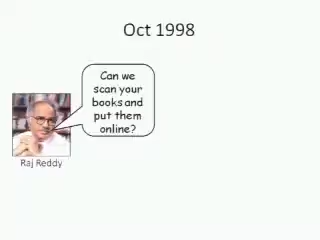 Oct 1998
Can we
scan your
books and
put them
online?
Raj Reddy